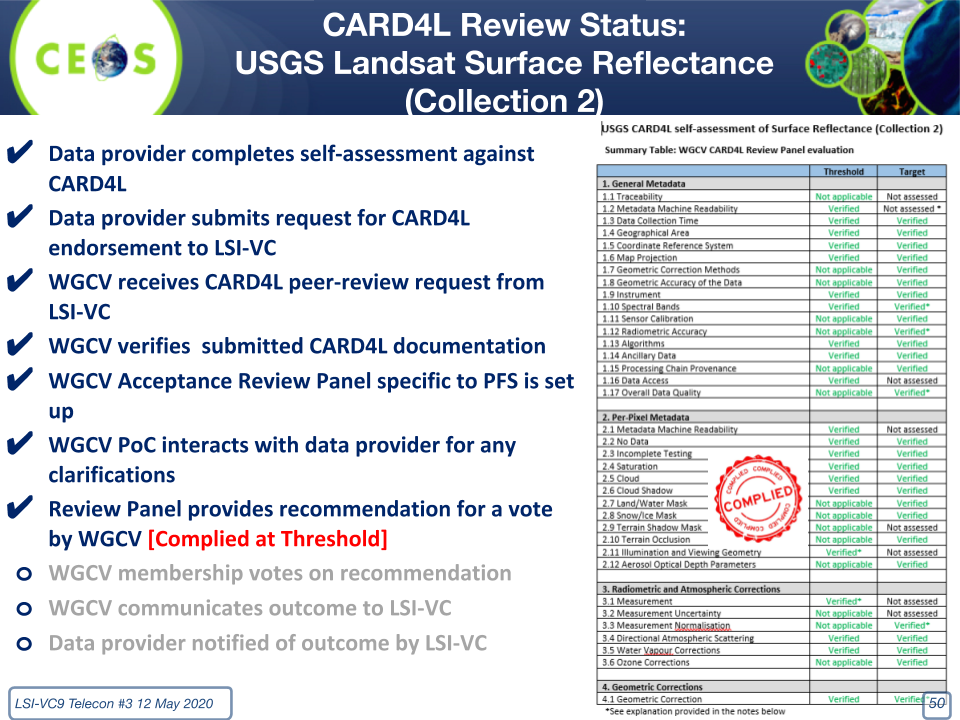 CARD4L Review Status:
USGS Landsat Surface Reflectance
(Collection 2)
CEOS
✔ Data provider completes self-assessment against
CARD4L
✔ Data provider submits request for CARD4L
endorsement to LSI-VC
✔ WGCV receives CARD4L peer-review request from
LSI-VC
✔ WGCV verifies  submitted CARD4L documentation
✔ WGCV Acceptance Review Panel specific to PFS is set
up
✔ WGCV PoC interacts with data provider for any
clarifications
✔ Review Panel provides recommendation for a vote
by WGCV [Complied at Threshold]
o WGCV membership votes on recommendation
o WGCV communicates outcome to LSI-VC
o Data provider notified of outcome by LSI-VC
USGS CARD4L self-assessment of Surface Reflectance (Collection 2)
Summary Table: WGCV CARD4L Review Panel evaluation
Threshold Target
1. General Metadata
1.1 Traceability Not applicable Not assessed
1.2 Metadata Machine Readability Verified Not assessed *
1.3 Data Collection Time Verified Verified
1.4 Geographical Area Verified Verified
1.5 Coordinate Reference System Verified Verified
1.6 Map Projection Verified Verified
1.7 Geometric Correction Methods Not applicable Verified
1.8 Geometric Accuracy of the Data Not applicable Verified
1.9 Instrument Verified Verified
1.10 Spectral Bands Verified Verified*
1.11 Sensor Calibration Not applicable Verified
1.12 Radiometric Accuracy Not applicable Verified*
1.13 Algorithms Verified Verified
1.14 Ancillary Data Verified Verified
1.15 Processing Chain Provenance Not applicable Verified
1.16 Data Access Verified Not assessed
1.17 Overall Data Quality Not applicable Verified*
2. Per-Pixel Metadata
2.1 Metadata Machine Readability Verified Not assessed
2.2 No Data Verified Verified
2.3 Incomplete Testing Verified Verified
2.4 Saturation Verified Verified
2.5 Cloud Verified Verified
2.6 Cloud Shadow Verified Verified
2.7 Land/Water Mask Not applicable Verified
2.8 Snow/Ice Mask Not applicable Verified
2.9 Terrain Shadow Mask Not applicable Not assessed
2.10 Terrain Occlusion Not applicable Verified
2.11 Illumination and Viewing Geometry Verified* Not assessed
2.12 Aerosol Optical Depth Parameters Not applicable Verified
COMPLIED COMPLIED
COMPLIED
COMPLIED COMPLIED
3. Radiometric and Atmospheric Corrections
3.1 Measurement Verified* Not assessed
3.2 Measurement Uncertainty Not applicable Not assessed
3.3 Measurement Normalisation Not applicable Verified*
3.4 Directional Atmospheric Scattering Verified Verified
3.5 Water Vapour Corrections Verified Verified
3.6 Ozone Corrections Not applicable Verified
4. Geometric Corrections
4.1 Geometric Correction Verified Verified*
*See explanation provided in the notes below
LSI-VC9 Telecon #3 12 May 2020
50